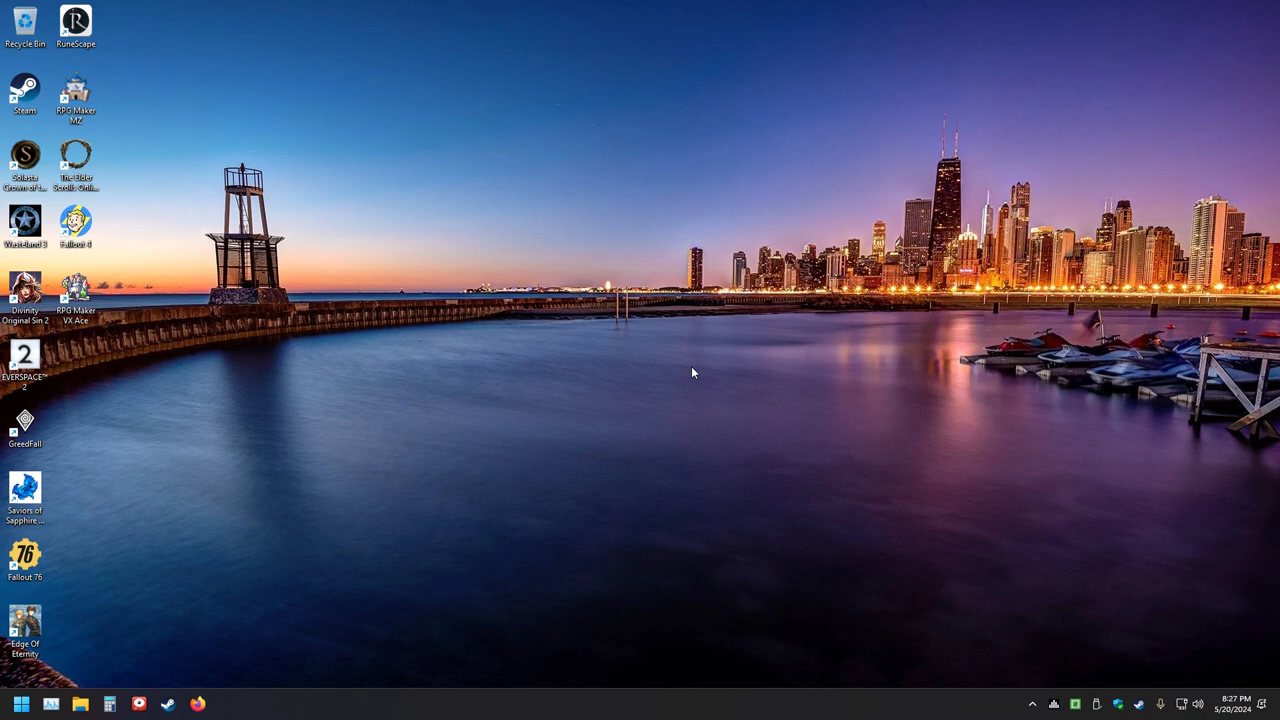 Recycle Bin
RuneScape
Steam
RPG Maker
MZ
Solasta
Crown of t...
The Elder
Scrolls Onli...
Wasteland 3
Fallout 4
Divinity
Original Sin 2
RPG Maker
VX Ace
2
EVERSPACE™
2
GreedFall
Saviors of
Sapphire ...
76
Fallout 76
Edge Of
Eternity
8:27 PM
5/20/2024